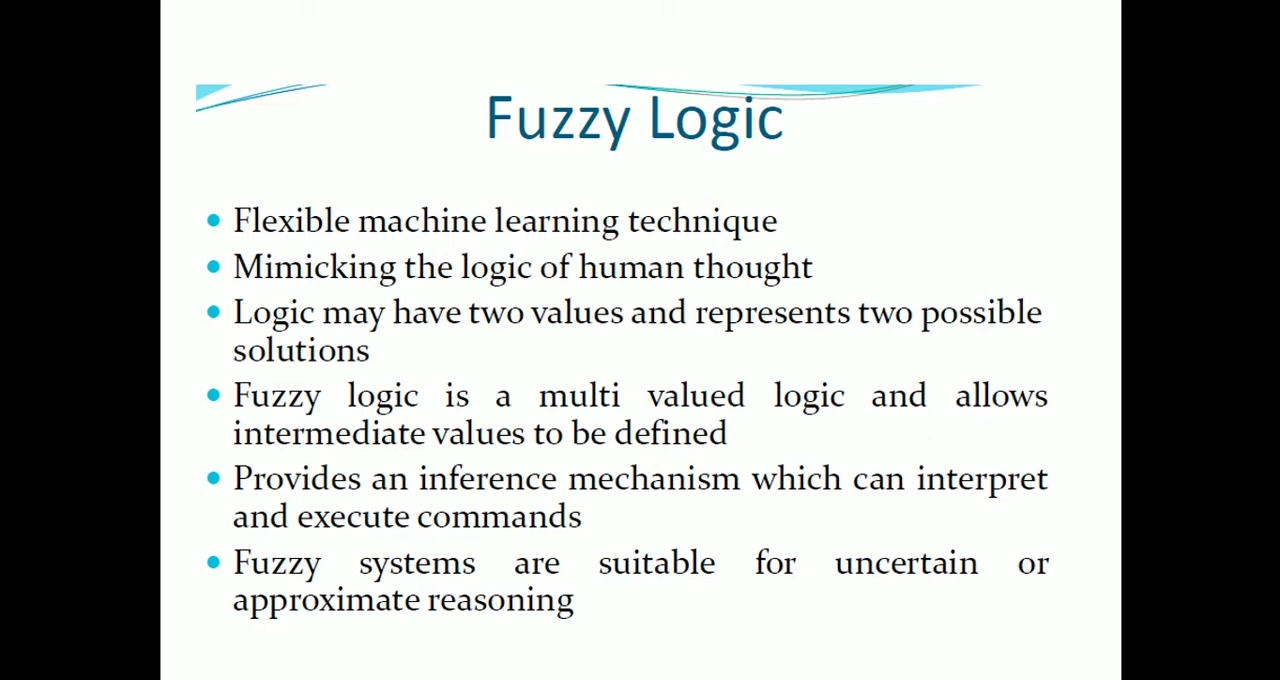 Fuzzy Logic
Flexible machine learning technique
Mimicking the logic of human thought
Logic may have two values and represents two possible
solutions
Fuzzy logic is a multi valued logic and allows
intermediate values to be defined
Provides an inference mechanism which can interpret
and execute commands
Fuzzy systems are suitable for uncertain or
approximate reasoning